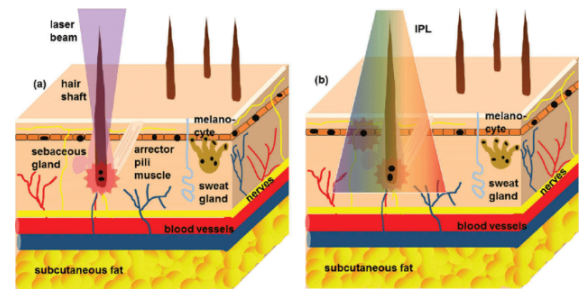 laser
beam
(a)
hair
shaft
sebaceous
gland
arrector
pili
muscle
melano-
cyte
sweat
gland
nerves
blood vessels
subcutaneous fat
IPL
(b)
melano-
cyte
sweat
gland
nerves
blood vessels
subcutaneous fat